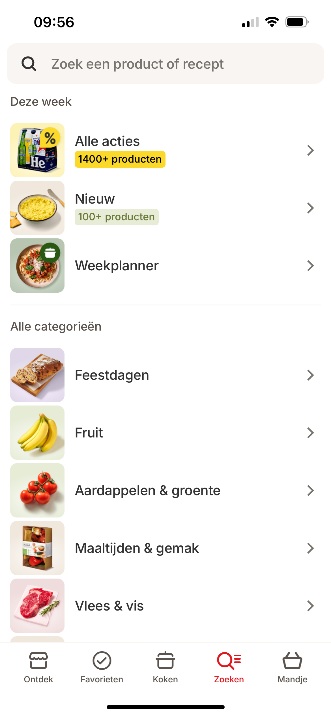 09:56
Zoek een product of recept
Deze week
%
He
Alle acties
1400+ producten
Nieuw
100+ producten
Weekplanner
Alle categorieën
Feestdagen
Fruit
Aardappelen & groente
Maaltijden & gemak
Vlees & vis
Ontdek
Favorieten
Koken
Zoeken
Mandje